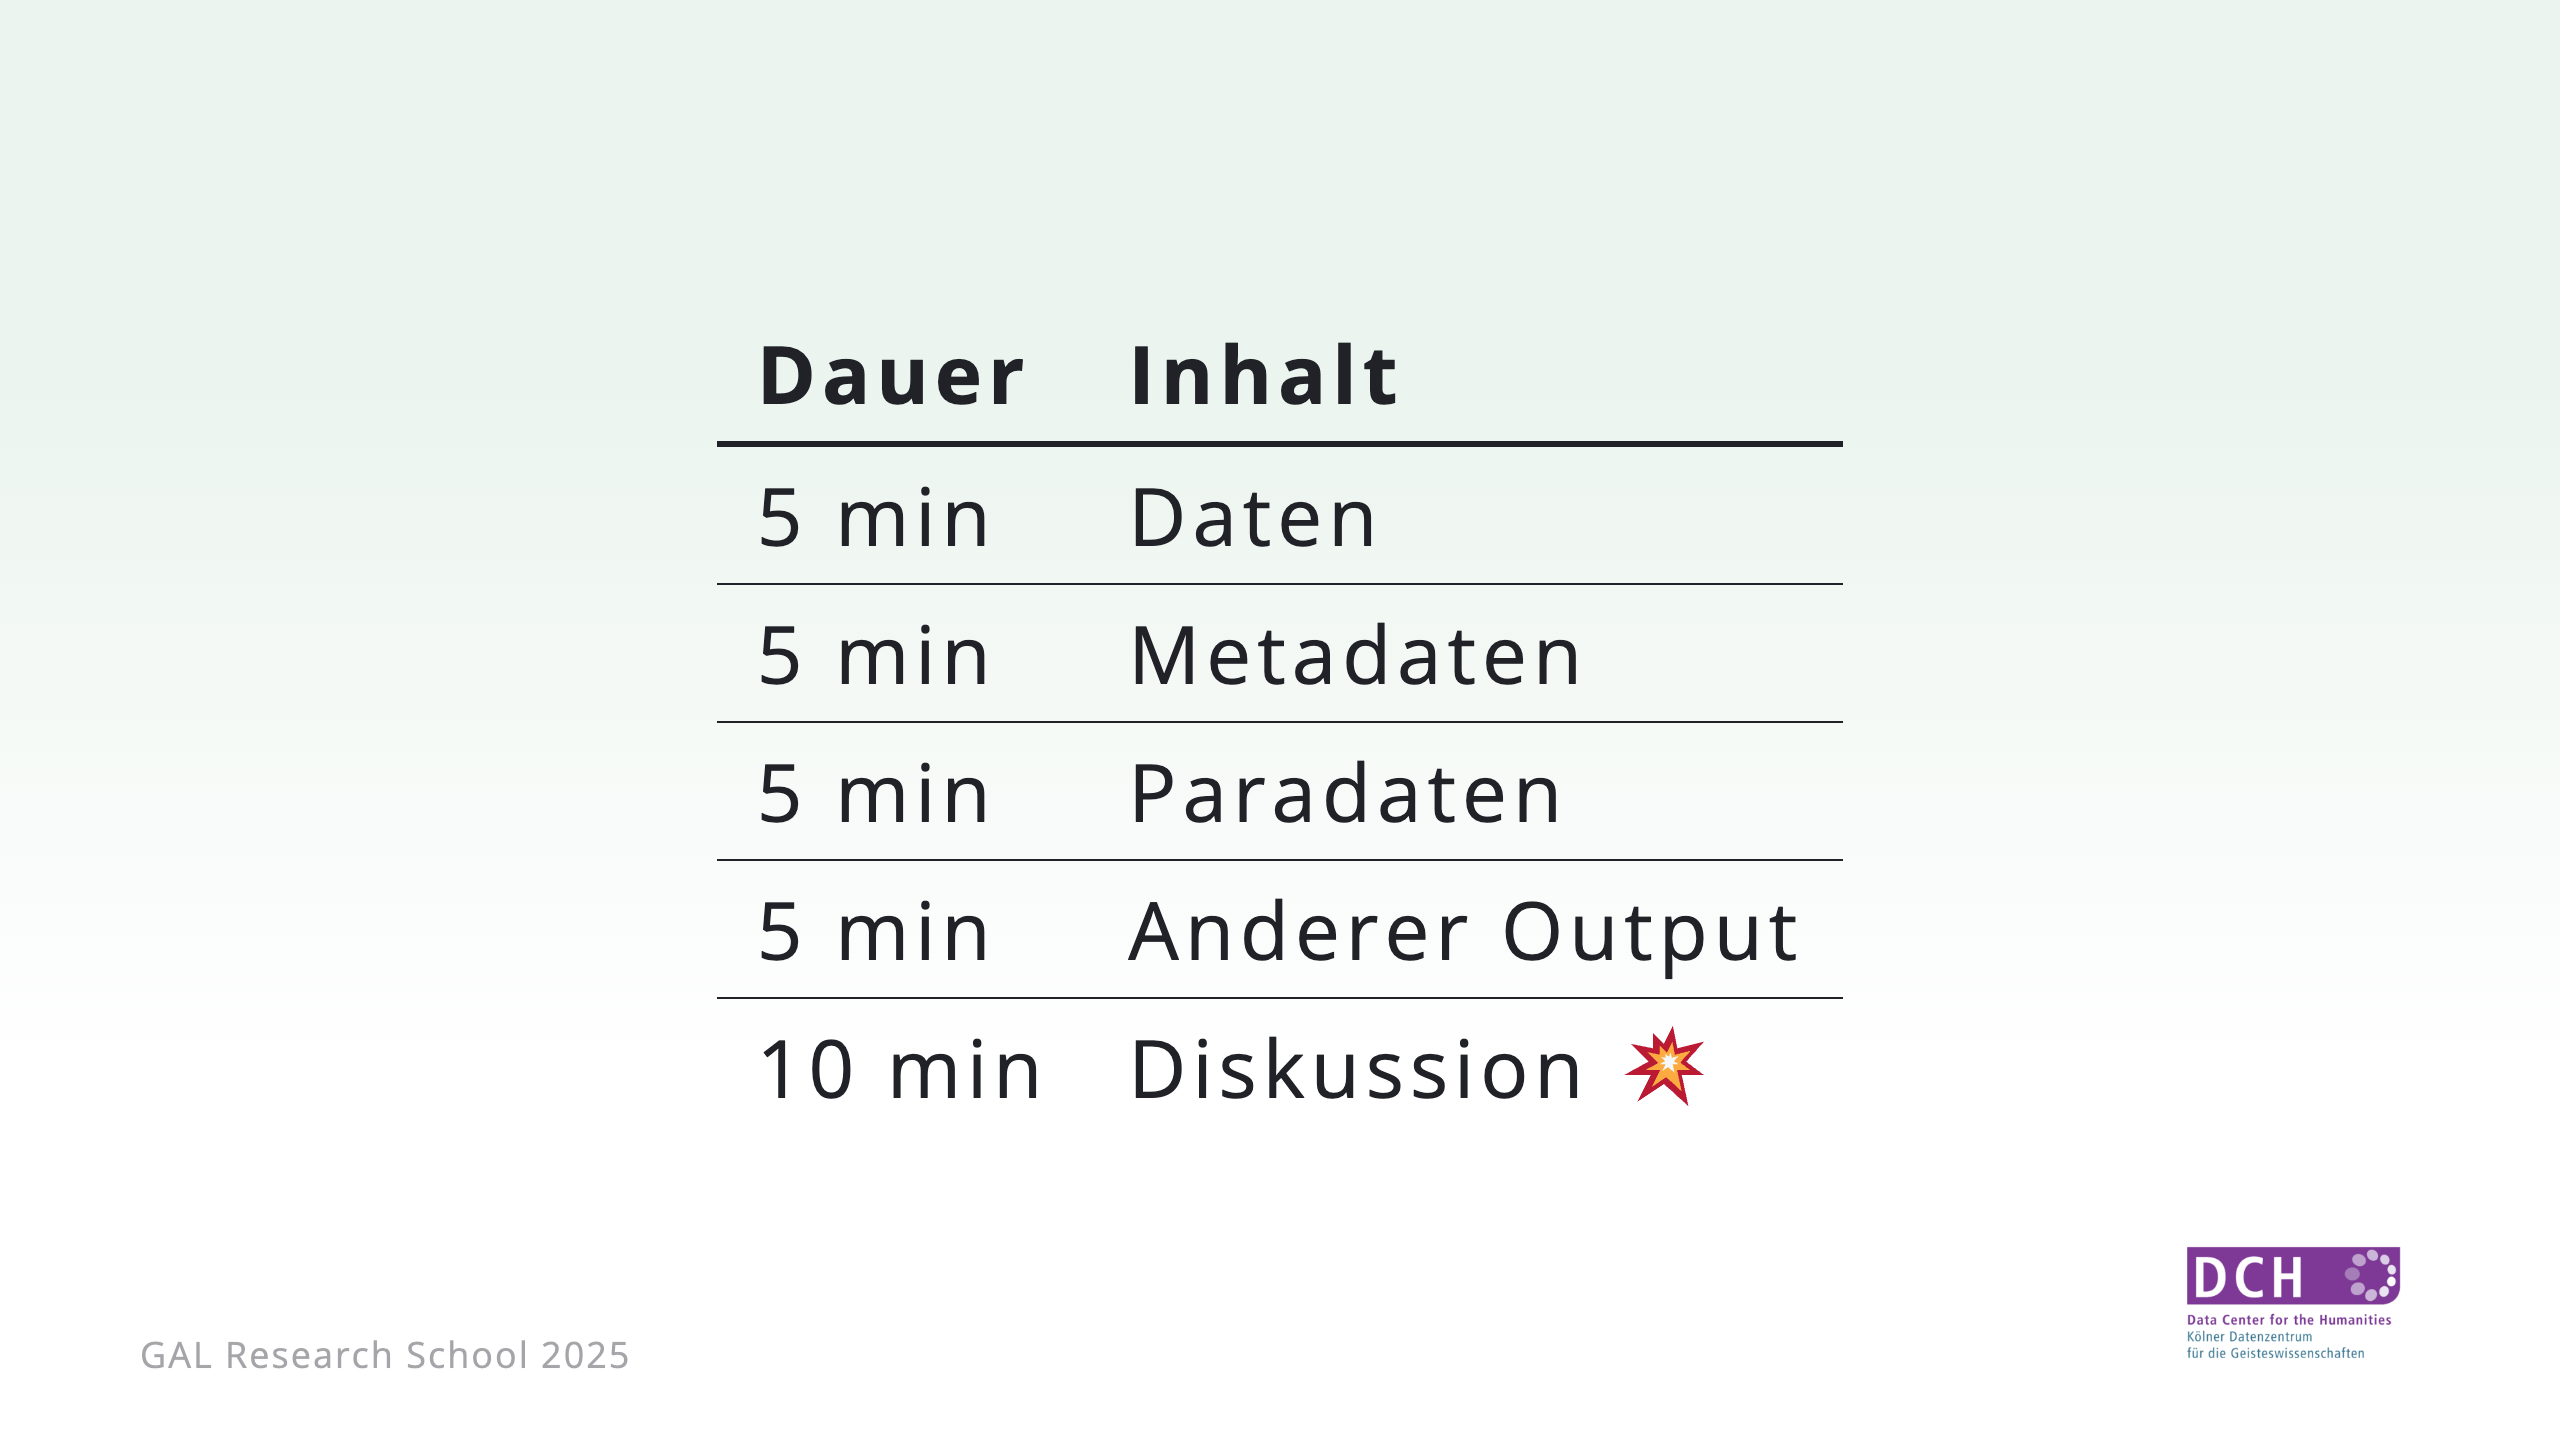 Dauer Inhalt
5 min Daten
5 min Metadaten
5 min Paradaten
5 min Anderer Output
10 min Diskussion 💥
GAL Research School 2025
DCH
Data Center for the Humanities
Kölner Datenzentrum
für die Geisteswissenschaften